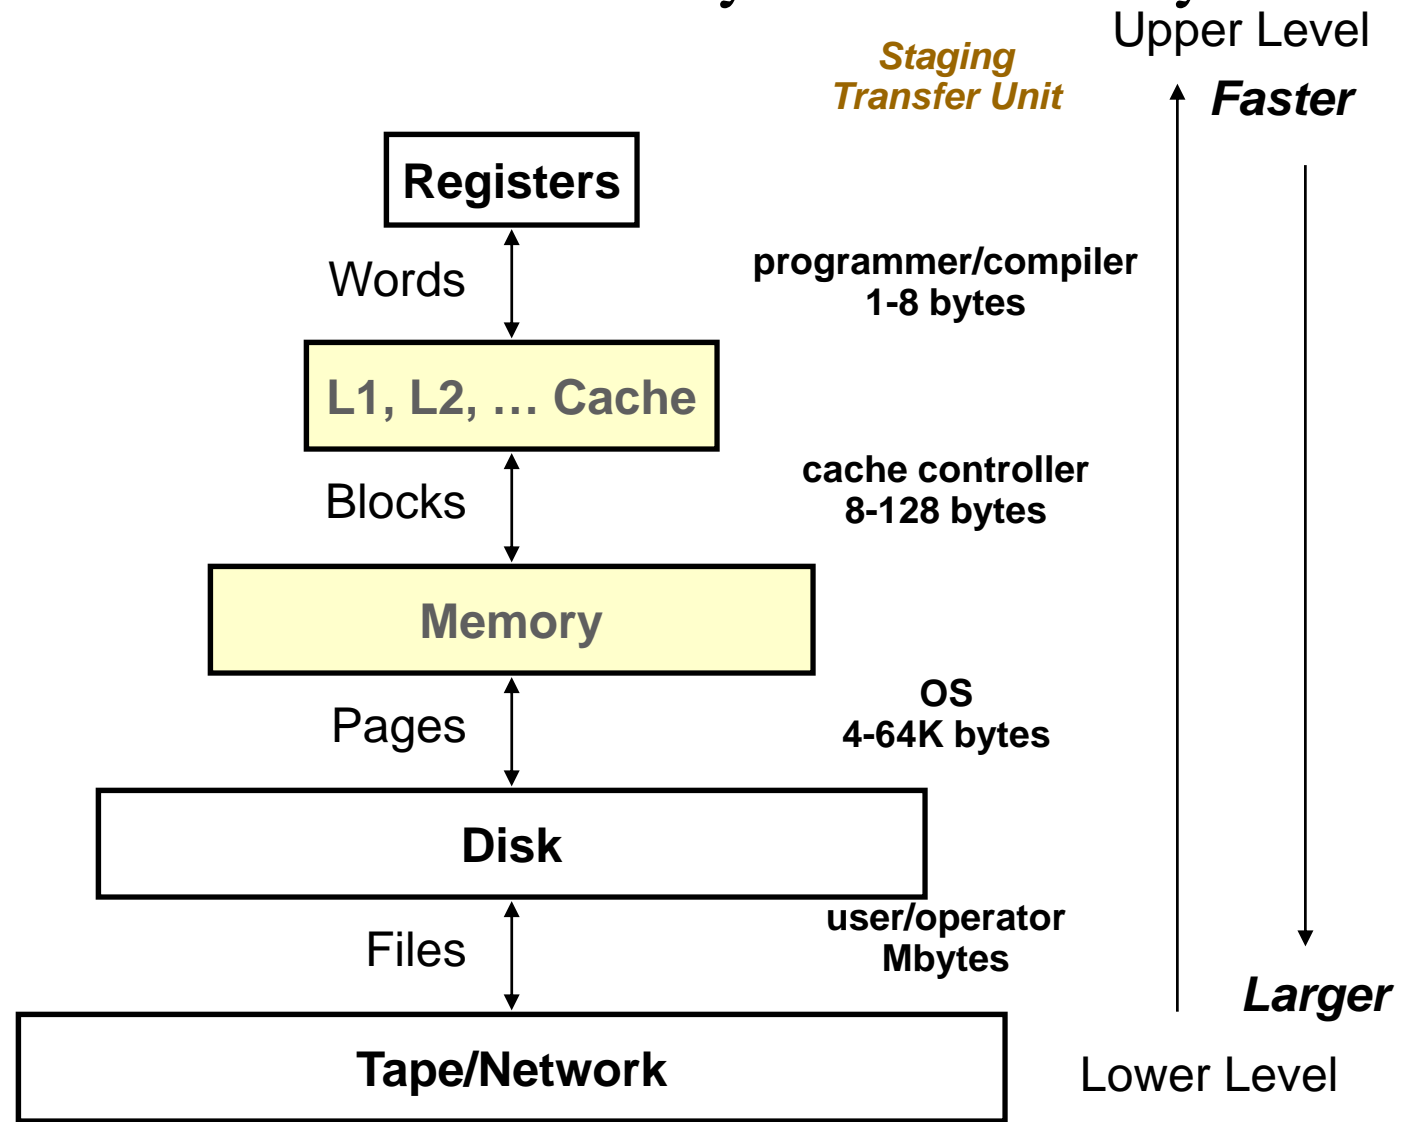 Upper Level
Staging
Transfer Unit
Faster
Registers
Words
programmer/compiler
1-8 bytes
L1, L2, … Cache
Blocks
cache controller
8-128 bytes
Memory
Pages
OS
4-64K bytes
Disk
Files
user/operator
Mbytes
Larger
Tape/Network
Lower Level